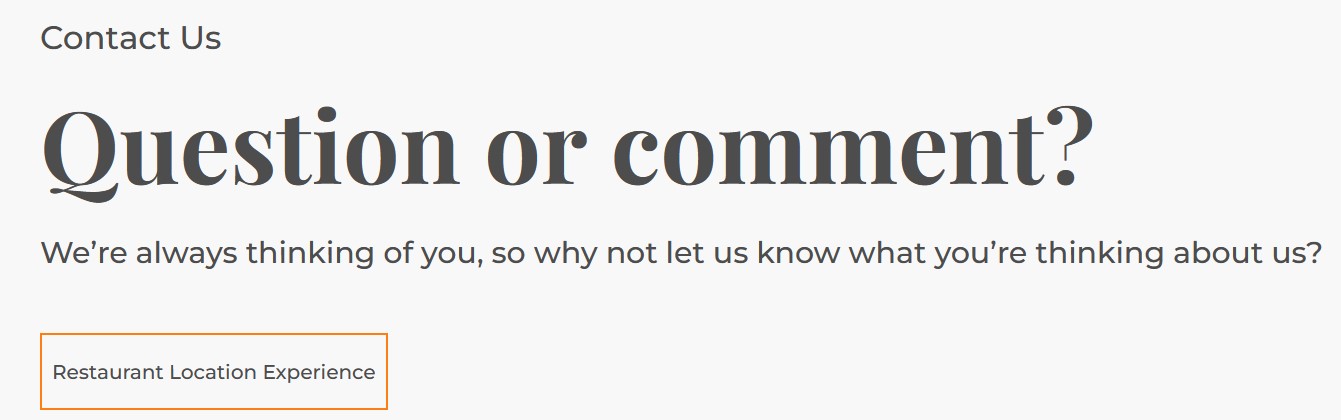 Contact Us
Question or comment?
We’re always thinking of you, so why not let us know what you’re thinking about us?
Restaurant Location Experience